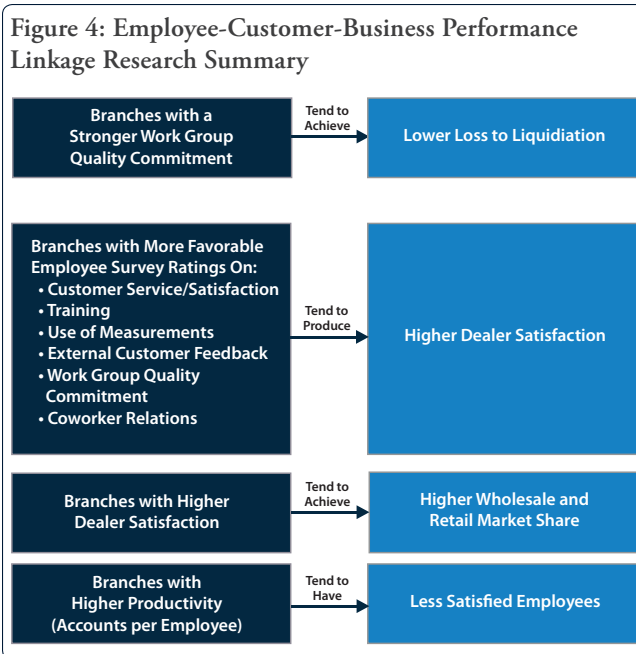 Figure 4: Employee-Customer-Business Performance
Linkage Research Summary
Branches with a
Stronger Work Group
Quality Commitment
Tend to
Achieve
Lower Loss to Liquidiation
Branches with More Favorable
Employee Survey Ratings On:
• Customer Service/Satisfaction
• Training
• Use of Measurements
• External Customer Feedback
• Work Group Quality
Commitment
• Coworker Relations
Tend to
Produce
Higher Dealer Satisfaction
Branches with Higher
Dealer Satisfaction
Tend to
Achieve
Higher Wholesale and
Retail Market Share
Branches with
Higher Productivity
(Accounts per Employee)
Tend to
Have
Less Satisfied Employees